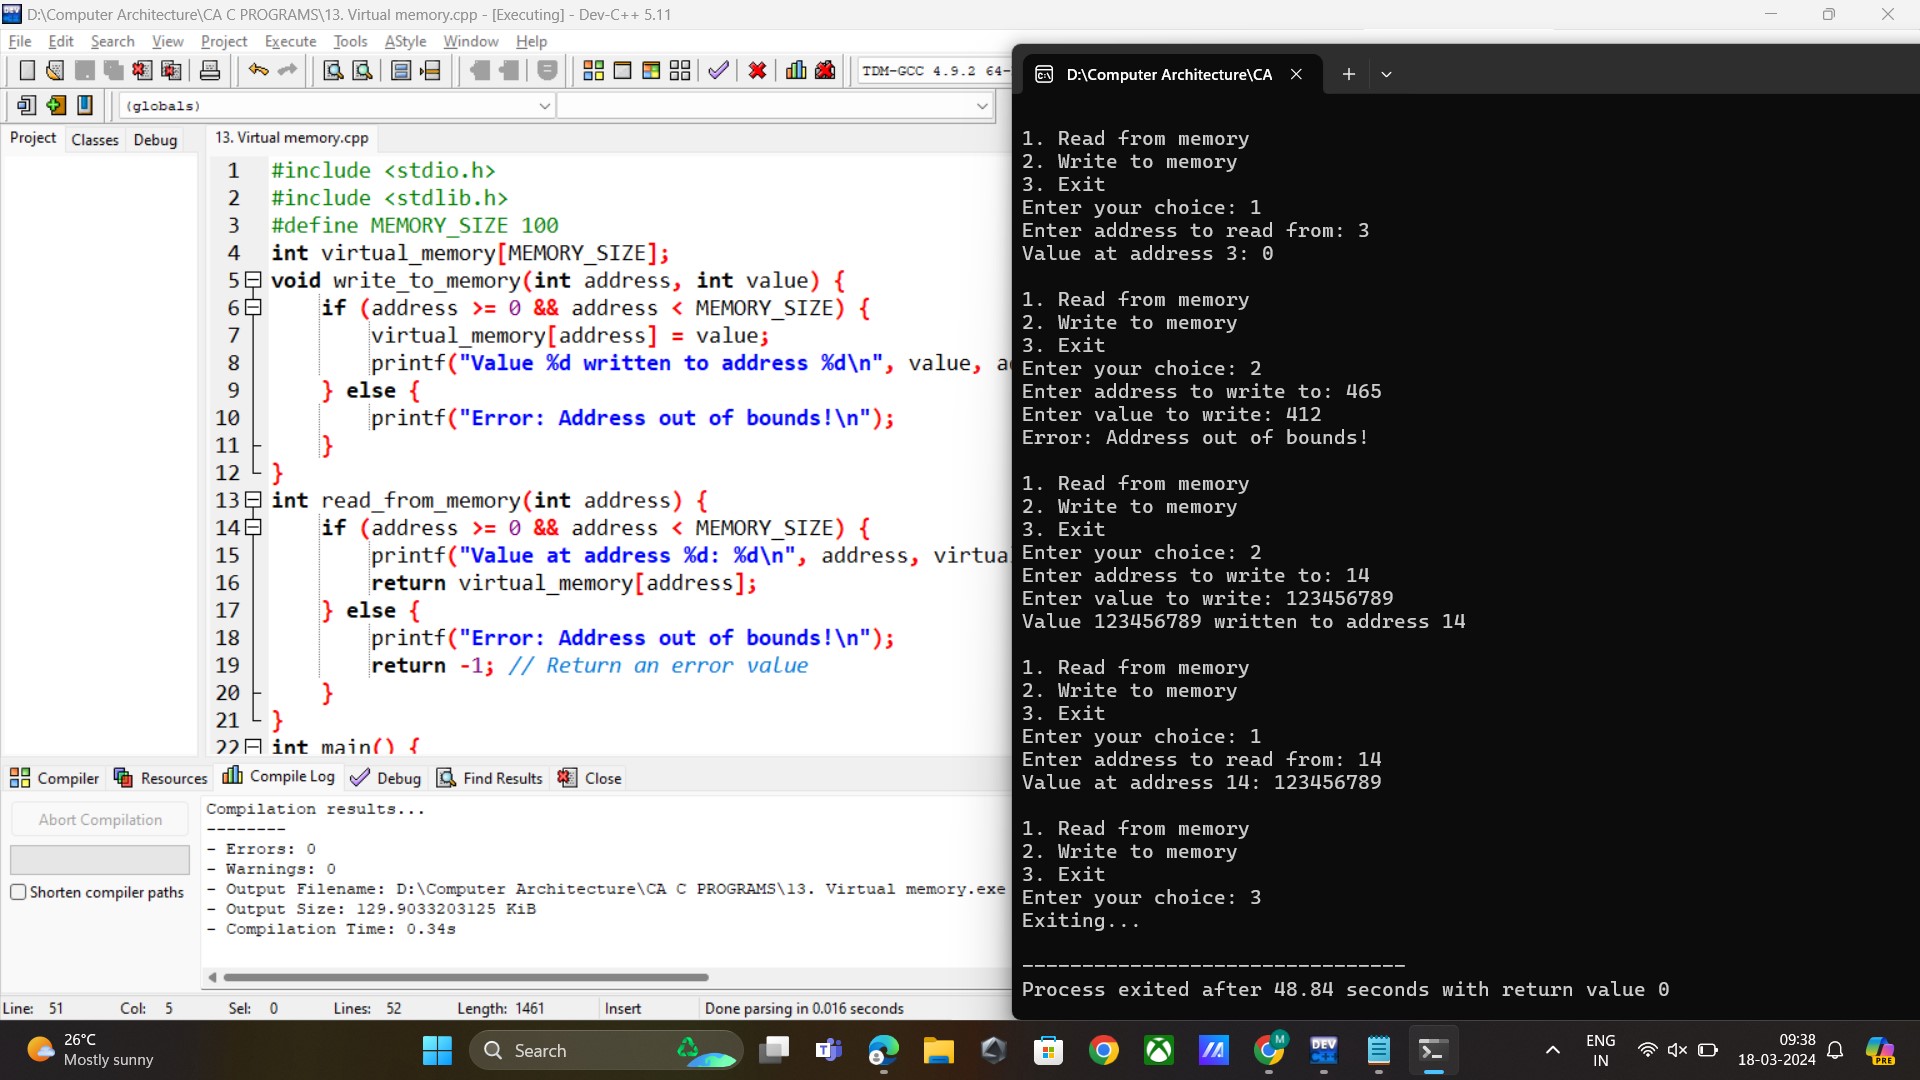 D:\Computer Architecture\CA C PROGRAMS\13. Virtual memory.cpp - [Executing] - Dev-C++ 5.11
File Edit Search View Project Execute Tools AStyle Window Help
TDM-GCC 4.9.2 64-
(globals)
Project Classes Debug
13. Virtual memory.cpp
1 #include <stdio.h>
2 #include <stdlib.h>
3 #define MEMORY_SIZE 100
4 int virtual_memory[MEMORY_SIZE];
5 void write_to_memory(int address, int value) {
6 if (address >= 0 && address < MEMORY_SIZE) {
7 virtual_memory[address] = value;
8 printf("Value %d written to address %d\n", value, a
9 } else {
10 printf("Error: Address out of bounds!\n");
11 }
12 }
13 int read_from_memory(int address) {
14 if (address >= 0 && address < MEMORY_SIZE) {
15 printf("Value at address %d: %d\n", address, virtua
16 return virtual_memory[address];
17 } else {
18 printf("Error: Address out of bounds!\n");
19 return -1; // Return an error value
20 }
21 }
22 int main() {
Compiler Resources Compile Log Debug Find Results Close
Abort Compilation
Shorten compiler paths
Compilation results...
--------
- Errors: 0
- Warnings: 0
- Output Filename: D:\Computer Architecture\CA C PROGRAMS\13. Virtual memory.exe
- Output Size: 129.9033203125 KiB
- Compilation Time: 0.34s
Line: 51 Col: 5 Sel: 0 Lines: 52 Length: 1461 Insert Done parsing in 0.016 seconds
D:\Computer Architecture\CA
1. Read from memory
2. Write to memory
3. Exit
Enter your choice: 1
Enter address to read from: 3
Value at address 3: 0
1. Read from memory
2. Write to memory
3. Exit
Enter your choice: 2
Enter address to write to: 465
Enter value to write: 412
Error: Address out of bounds!
1. Read from memory
2. Write to memory
3. Exit
Enter your choice: 2
Enter address to write to: 14
Enter value to write: 123456789
Value 123456789 written to address 14
1. Read from memory
2. Write to memory
3. Exit
Enter your choice: 1
Enter address to read from: 14
Value at address 14: 123456789
1. Read from memory
2. Write to memory
3. Exit
Enter your choice: 3
Exiting...
--------------------------------
Process exited after 48.84 seconds with return value 0
26°C
Mostly sunny
Search
ENG
IN
09:38
18-03-2024